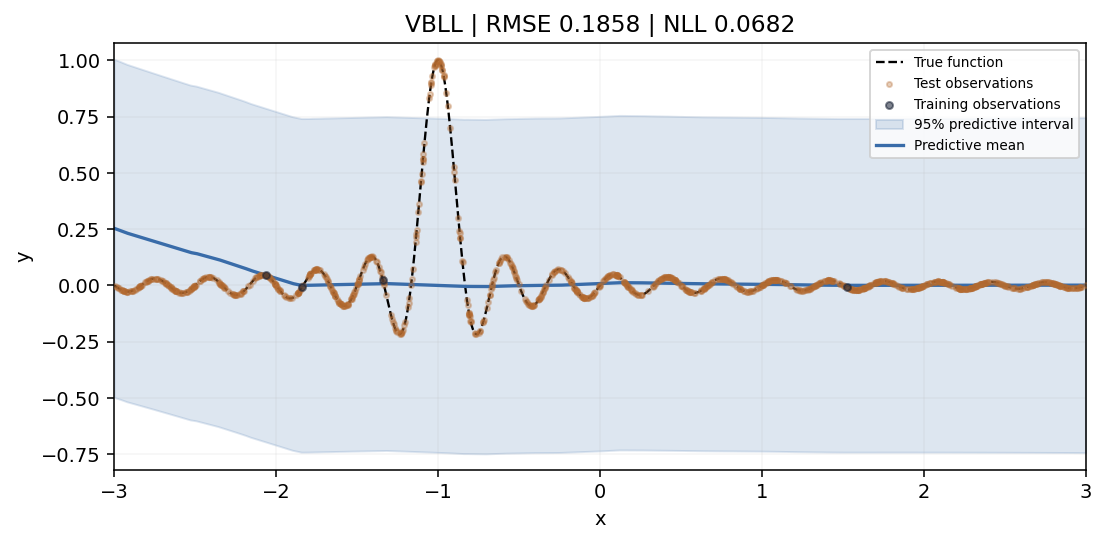 VBLL | RMSE 0.1858 | NLL 0.0682
True function
Test observations
Training observations
95% predictive interval
Predictive mean
1.00
0.75
0.50
0.25
0.00
−0.25
−0.50
−0.75
y
−3 −2 −1 0 1 2 3
x